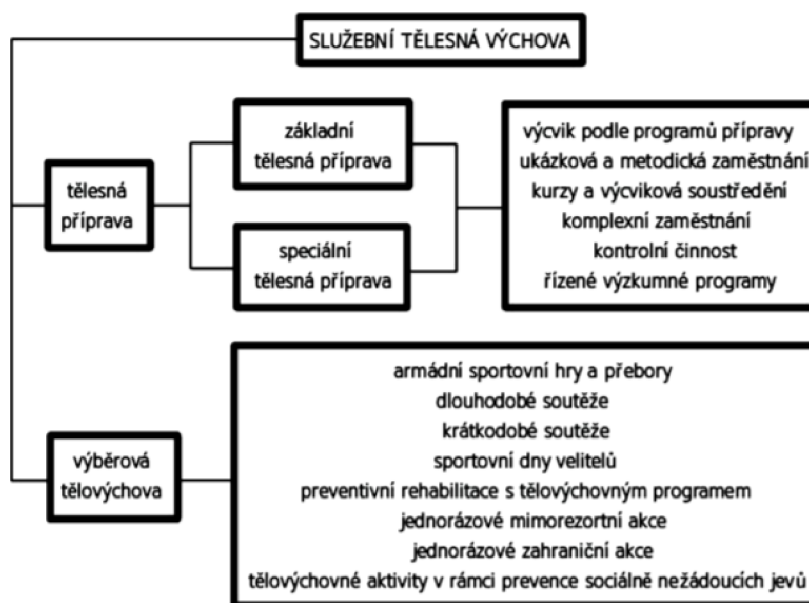 SLUŽEBNÍ TĚLESNÁ VÝCHOVA
tělesná
příprava
základní
tělesná příprava
speciální
tělesná příprava
výcvik podle programů přípravy
ukázková a metodická zaměstnání
kurzy a výcviková soustředění
komplexní zaměstnání
kontrolní činnost
řízené výzkumné programy
výběrová
tělovýchova
armádní sportovní hry a přebory
dlouhodobé soutěže
krátkodobé soutěže
sportovní dny velitelů
preventivní rehabilitace s tělovýchovným programem
jednorázové mimorezortní akce
jednorázové zahraniční akce
tělovýchovné aktivity v rámci prevence sociálně nežádoucích jevů